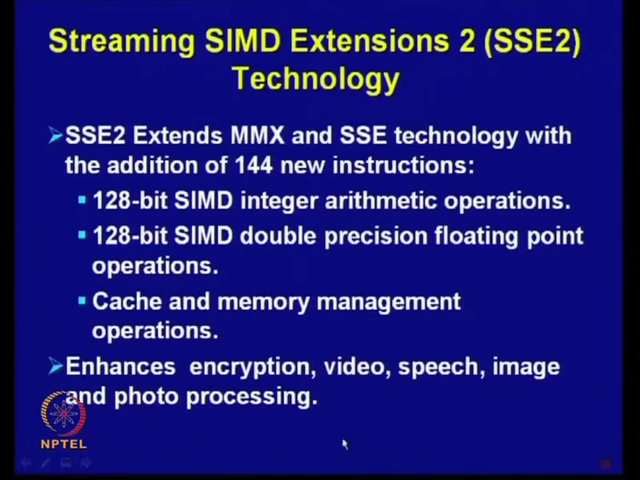 Streaming SIMD Extensions 2 (SSE2)
Technology
SSE2 Extends MMX and SSE technology with
the addition of 144 new instructions:
128-bit SIMD integer arithmetic operations.
128-bit SIMD double precision floating point
operations.
Cache and memory management
operations.
Enhances encryption, video, speech, image
and photo processing.
NPTEL